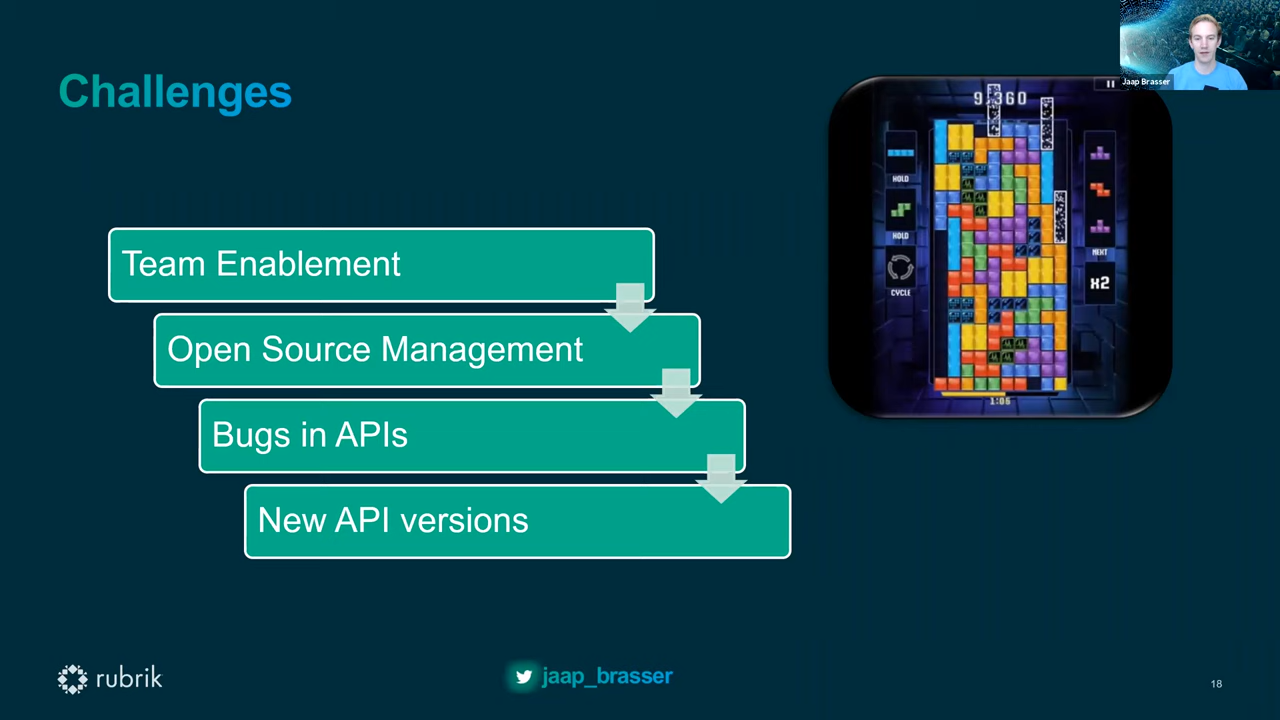 Challenges
Jaap Brasser
HOLD
HOLD
CYCLE
NEXT
x2
1:06
Team Enablement
Open Source Management
Bugs in APIs
New API versions
rubrik
jaap_brasser
18